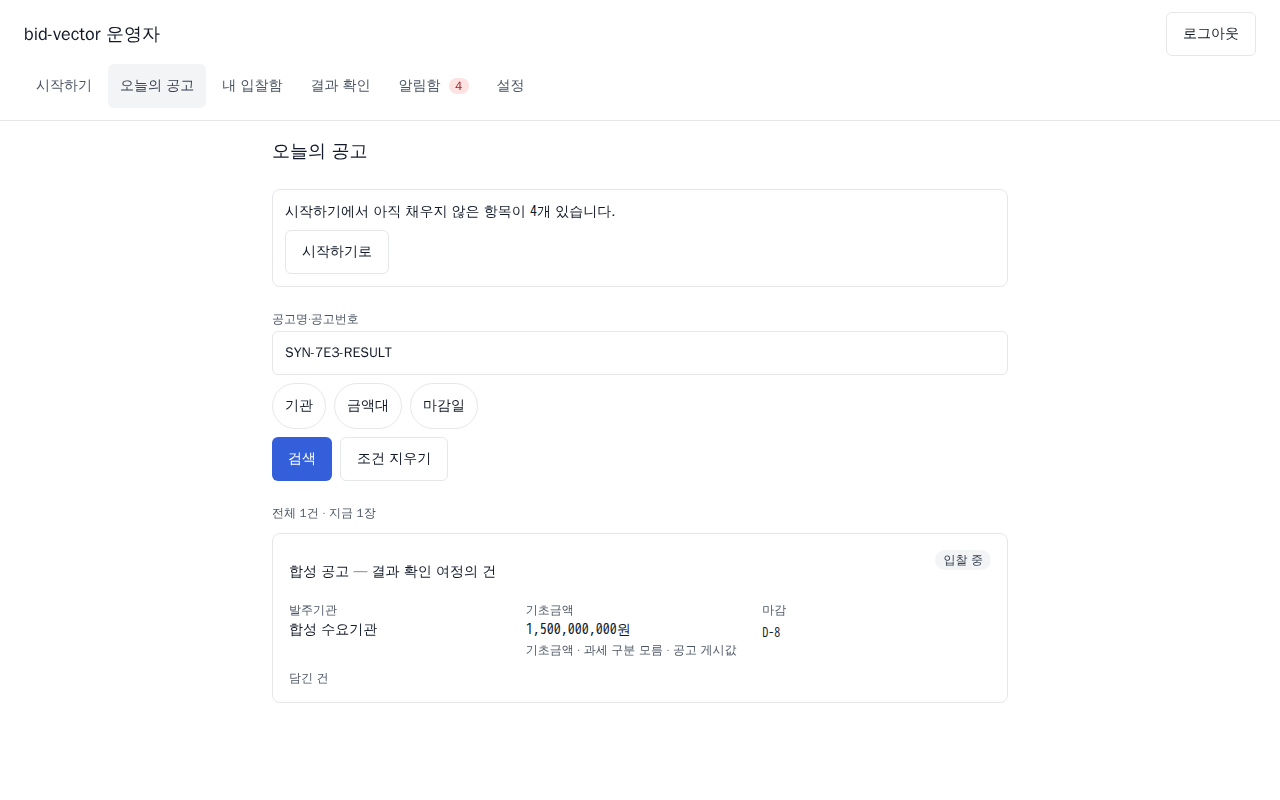 bid-vector 운영자
로그아웃
시작하기 오늘의 공고 내 입찰함 결과 확인 알림함 4 설정
오늘의 공고
시작하기에서 아직 채우지 않은 항목이 4개 있습니다.
시작하기로
공고명·공고번호
SYN-7E3-RESULT
기관 금액대 마감일
검색 조건 지우기
전체 1건 · 지금 1장
입찰 중
합성 공고 — 결과 확인 여정의 건
발주기관 기초금액 마감
합성 수요기관 1,500,000,000원 D-8
기초금액 · 과세 구분 모름 · 공고 게시값
담긴 건